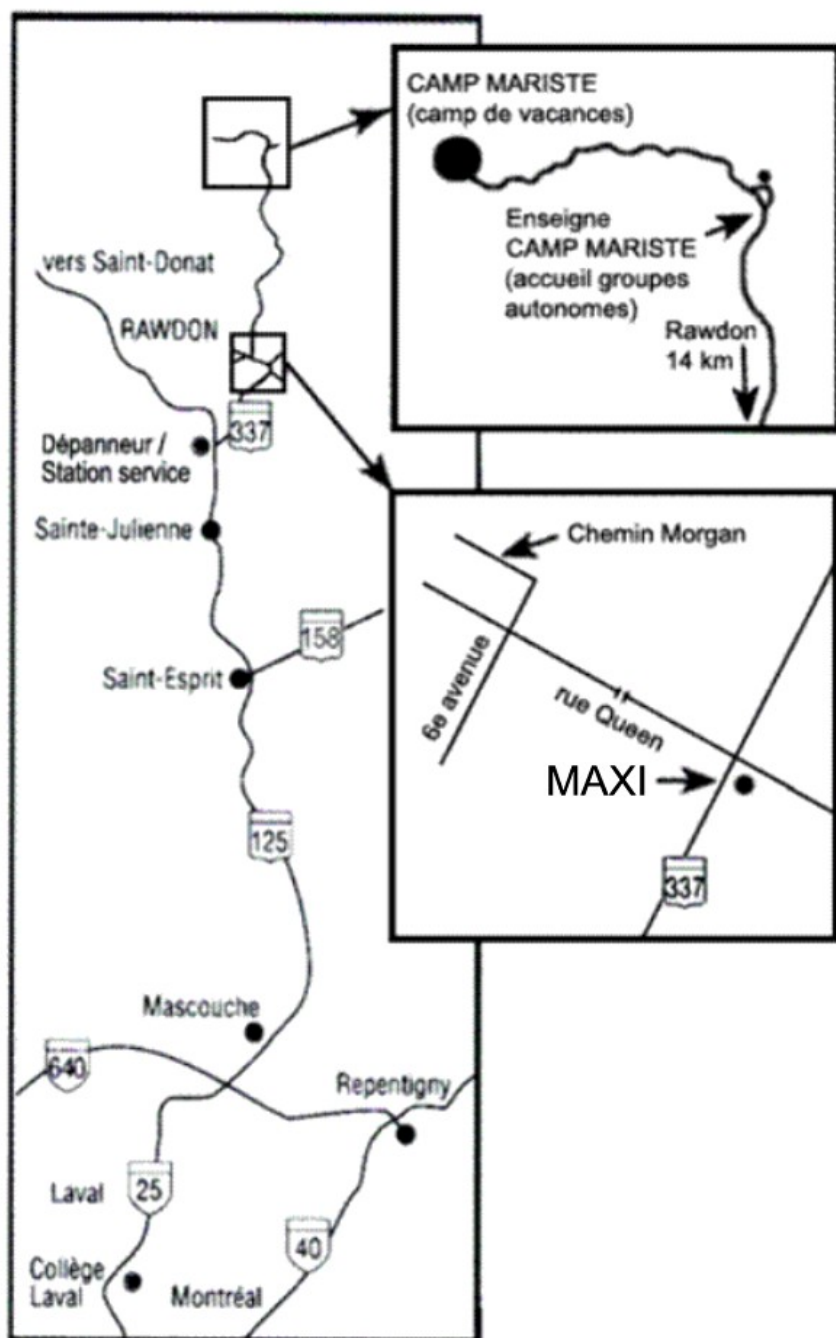 CAMP MARISTE
(camp de vacances)
Enseigne
CAMP MARISTE
(accueil groupes
autonomes)
Rawdon
14 km
vers Saint-Donat
RAWDON
337
Dépanneur /
Station service
Sainte-Julienne
158
Saint-Esprit
125
Chemin Morgan
6e avenue
rue Queen
MAXI
337
Mascouche
640
Repentigny
Laval
25
40
Collège
Laval
Montréal